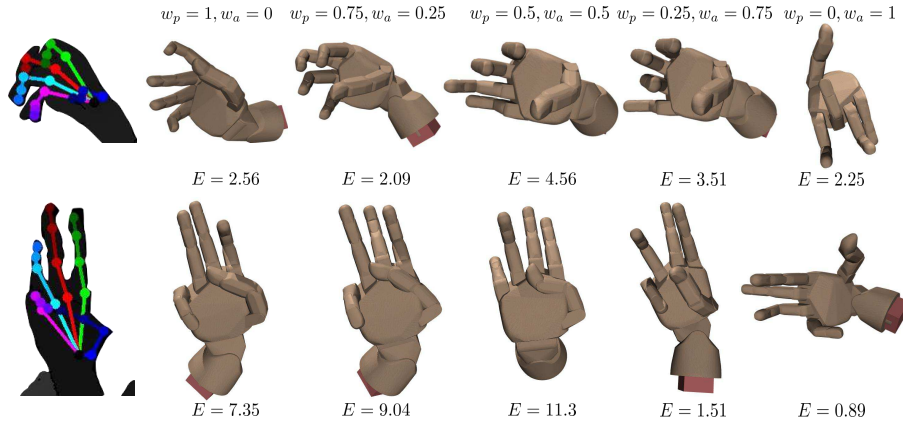 w_p = 1, w_a = 0
w_p = 0.75, w_a = 0.25
w_p = 0.5, w_a = 0.5
w_p = 0.25, w_a = 0.75
w_p = 0, w_a = 1
E = 2.56
E = 2.09
E = 4.56
E = 3.51
E = 2.25
E = 7.35
E = 9.04
E = 11.3
E = 1.51
E = 0.89